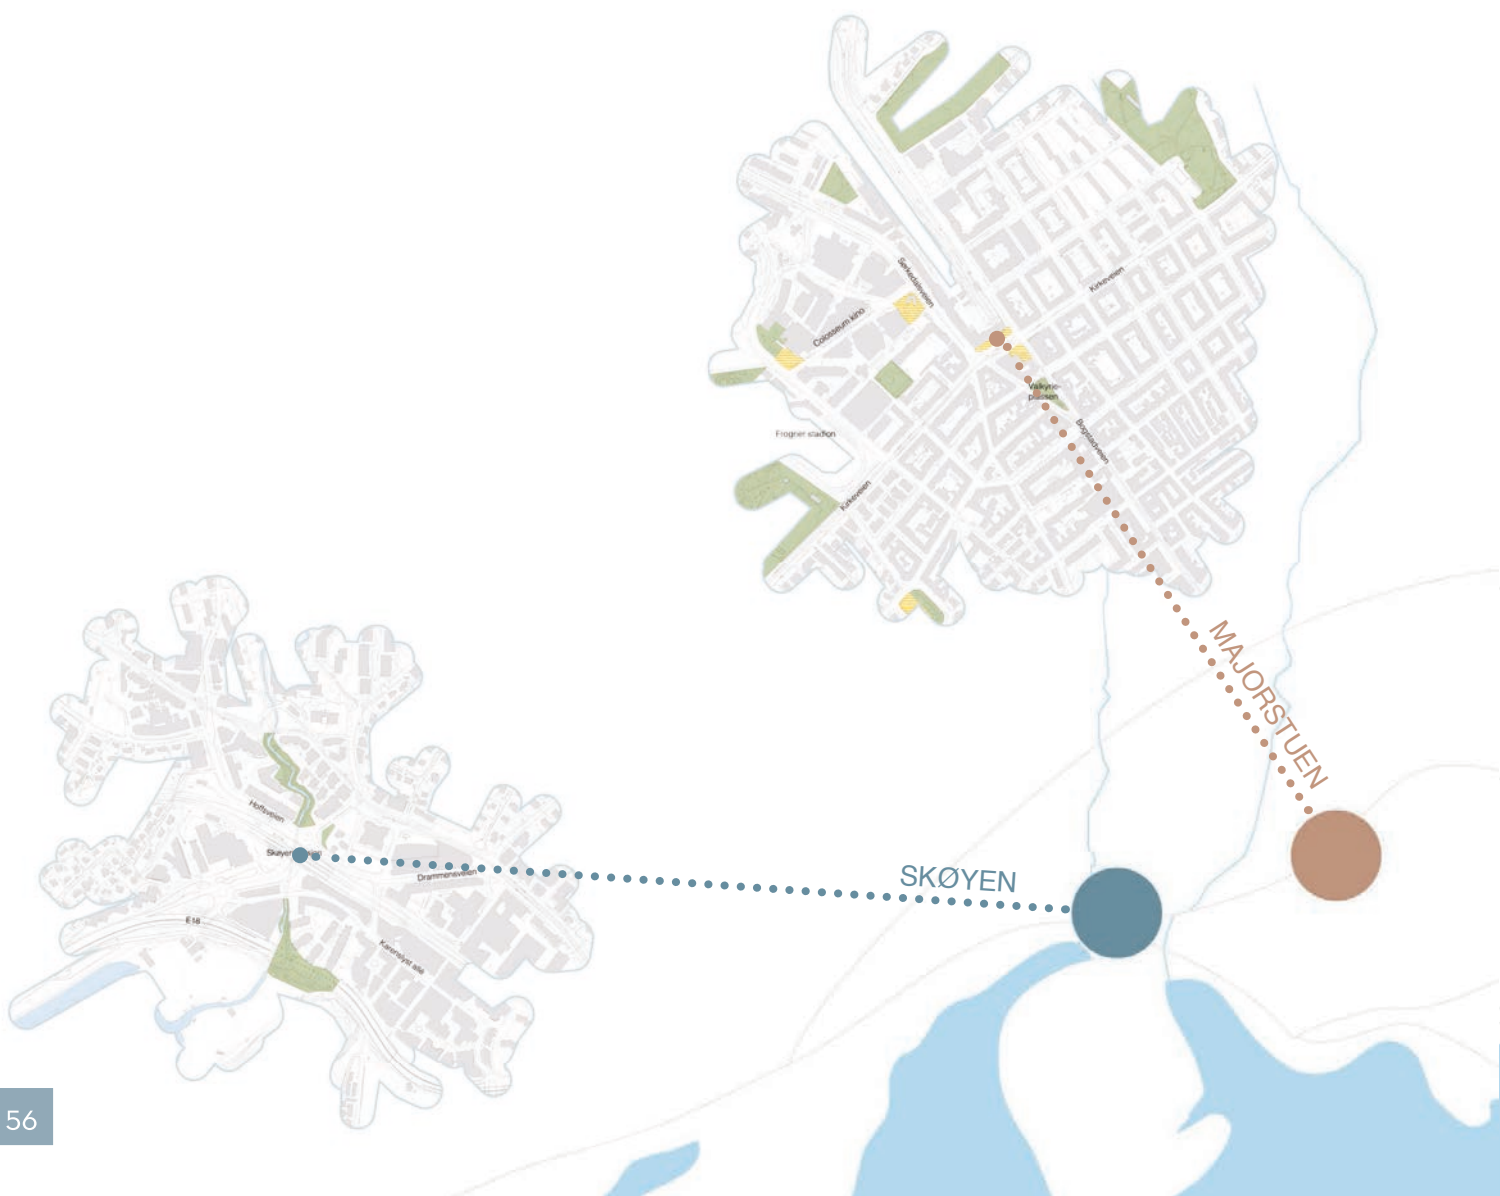 Sørkedalsveien
Kirkeveien
Colosseum kino
Valkyrie-
plassen
Bogstadveien
Frogner stadion
Kirkeveien
MAJORSTUEN
Hoffsveien
SKØYEN
Drammensveien
E18
Karenslyst allé
56